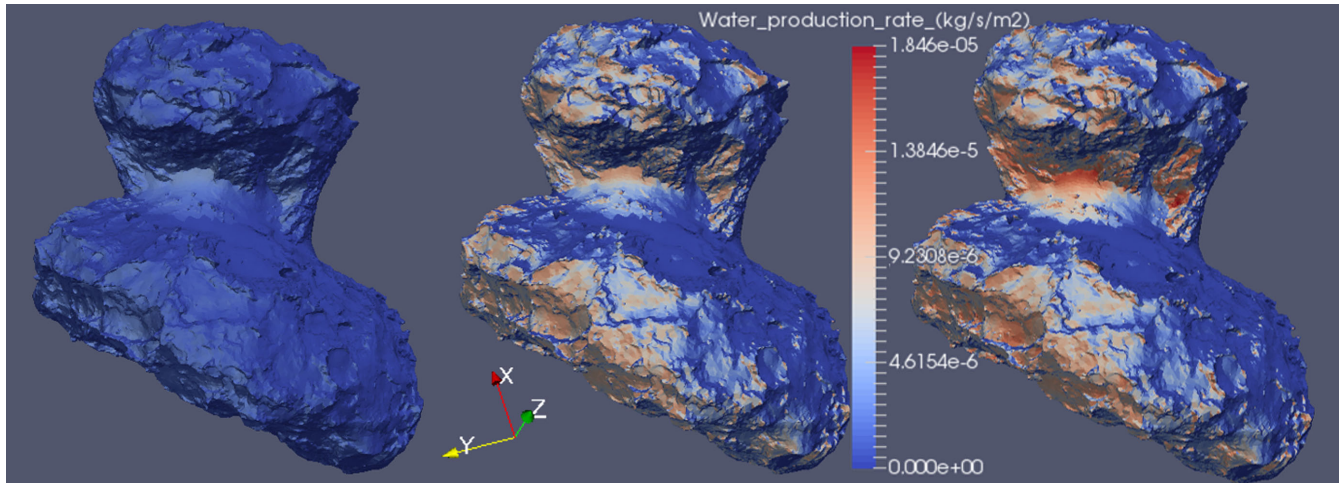 Water_production_rate_(kg/s/m2)
1.846e-05
1.3846e-5
9.2308e-6
4.6154e-6
0.000e+00
X
Z
Y